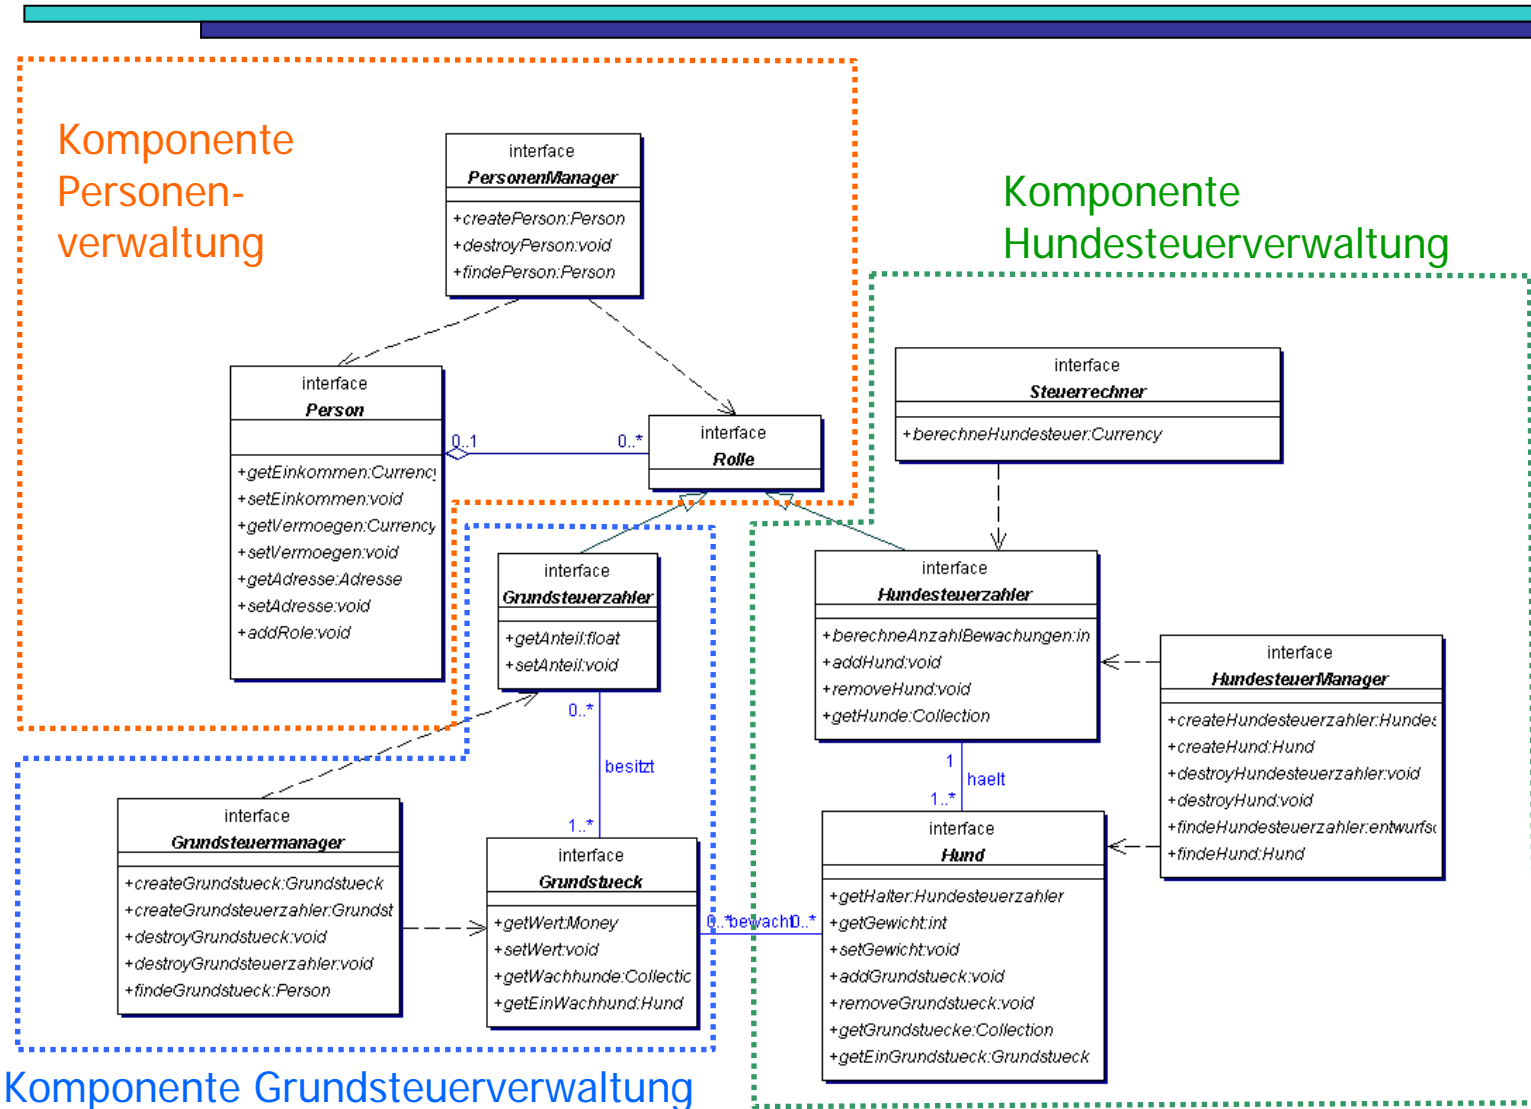 Komponente
Personen-
verwaltung
interface
PersonenManager
+createPerson:Person
+destroyPerson:void
+findePerson:Person
Komponente
Hundesteuerverwaltung
interface
Person
+getEinkommen:Currency
+setEinkommen:void
+getVermoegen:Currency
+setVermoegen:void
+getAdresse:Adresse
+setAdresse:void
+addRole:void
0..1
0..*
interface
Rolle
interface
Steuerrechner
+berechneHundesteuer:Currency
interface
Grundsteuerzahler
+getAnteil:float
+setAnteil:void
interface
Hundesteuerzahler
+berechneAnzahlBewachungen:in
+addHund:void
+removeHund:void
+getHunde:Collection
interface
HundesteuerManager
+createHundesteuerzahler:Hundes
+createHund:Hund
+destroyHundesteuerzahler:void
+destroyHund:void
+findeHundesteuerzahler:entwurfs
+findeHund:Hund
0..*
besitzt
1..*
1
haelt
1..*
interface
Grundsteuermanager
+createGrundstueck:Grundstueck
+createGrundsteuerzahler:Grundst
+destroyGrundstueck:void
+destroyGrundsteuerzahler:void
+findeGrundstueck:Person
interface
Grundstueck
+getWert:Money
+setWert:void
+getWachhunde:Collectic
+getEinWachhund:Hund
0..*
bewacht
0..*
interface
Hund
+getHalter:Hundesteuerzahler
+getGewicht:int
+setGewicht:void
+addGrundstueck:void
+removeGrundstueck:void
+getGrundstuecke:Collection
+getEinGrundstueck:Grundstueck
Komponente Grundsteuerverwaltung